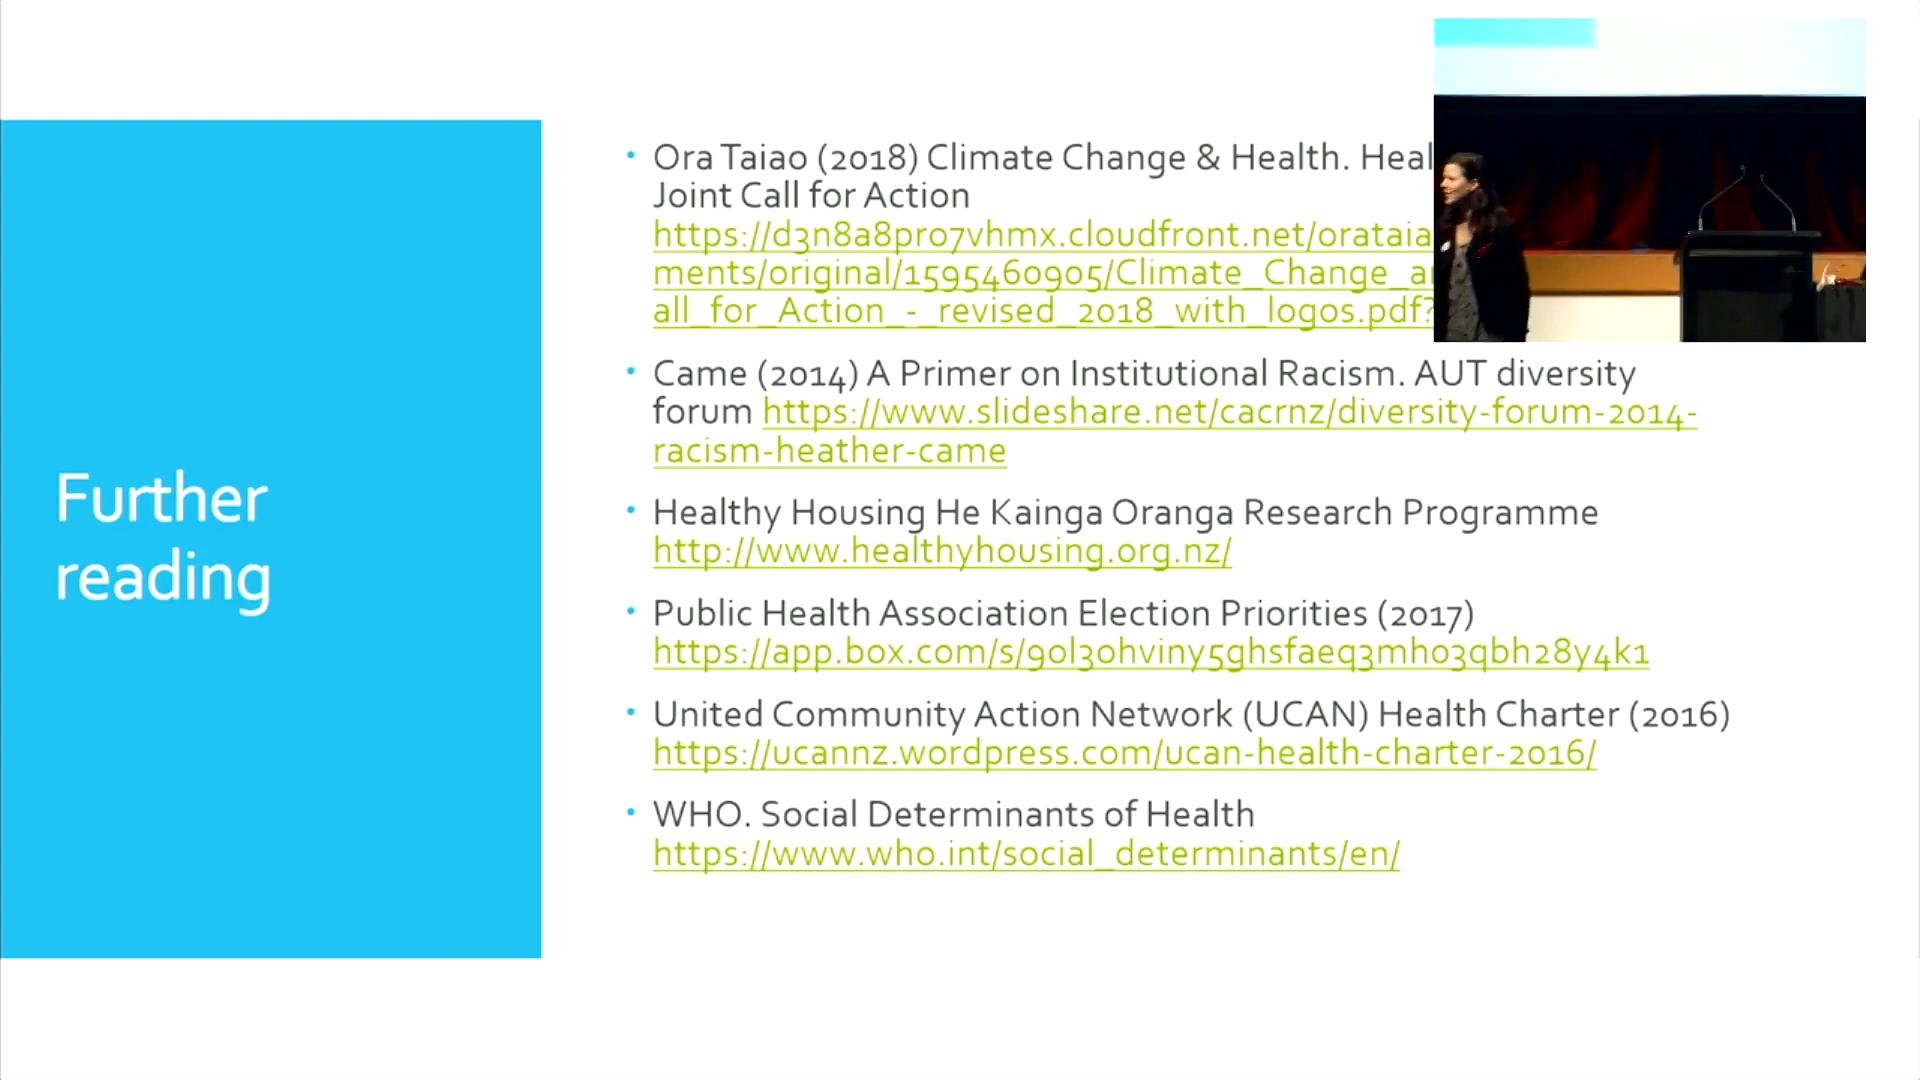 Further
reading
• Ora Taiao (2018) Climate Change & Health.
Joint Call for Action
https://d3n8a8pro7vhmx.cloudfront.net/orataia
ments/original/1595460905/Climate_Change_
all_for_Action_-_revised_2018_with_logos.pdf?
• Came (2014) A Primer on Institutional Racism. AUT diversity
forum https://www.slideshare.net/cacrnz/diversity-forum-2014-
racism-heather-came
• Healthy Housing He Kainga Oranga Research Programme
http://www.healthyhousing.org.nz/
• Public Health Association Election Priorities (2017)
https://app.box.com/s/9ol3ohviny5ghsfaeq3mho3qbh28y4k1
• United Community Action Network (UCAN) Health Charter (2016)
https://ucannz.wordpress.com/ucan-health-charter-2016/
• WHO. Social Determinants of Health
https://www.who.int/social_determinants/en/